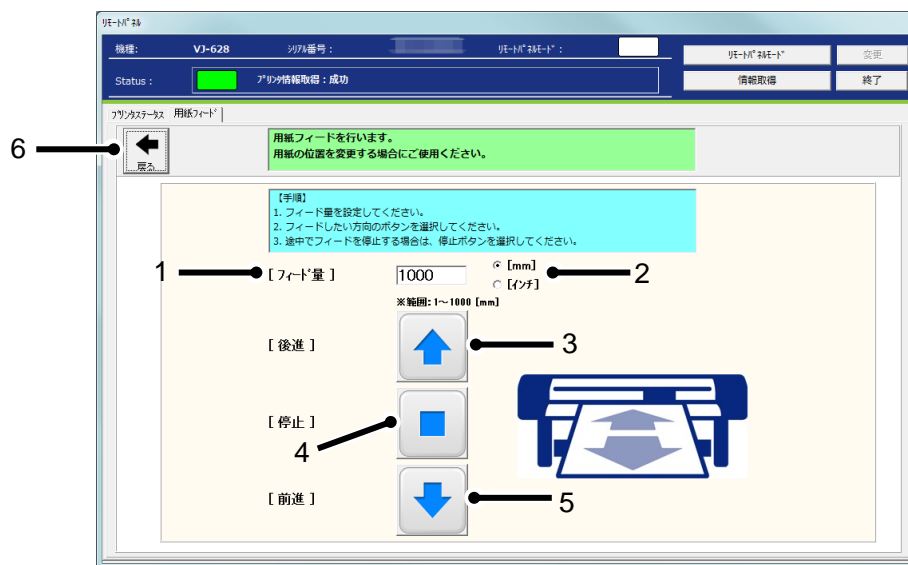 ﾘﾓｰﾄﾊﾟﾈﾙ
機種： VJ-628 ｼﾘｱﾙ番号： ﾘﾓｰﾄﾊﾟﾈﾙﾓｰﾄﾞ： ﾘﾓｰﾄﾊﾟﾈﾙﾓｰﾄﾞ 変更
Status： ﾌﾟﾘﾝﾀ情報取得：成功 情報取得 終了
ﾌﾟﾘﾝﾀｽﾃｰﾀｽ 用紙ﾌｨｰﾄﾞ
用紙フィードを行います。
用紙の位置を変更する場合にご使用ください。
6
戻る
【手順】
1. フィード量を設定してください。
2. フィードしたい方向のボタンを選択してください。
3. 途中でフィードを停止する場合は、停止ボタンを選択してください。
1 [ ﾌｨｰﾄﾞ量 ] 1000 [mm] 2
[ｲﾝﾁ]
※範囲: 1～1000 [mm]
[ 後進 ] 3
[ 停止 ]
4
[ 前進 ] 5